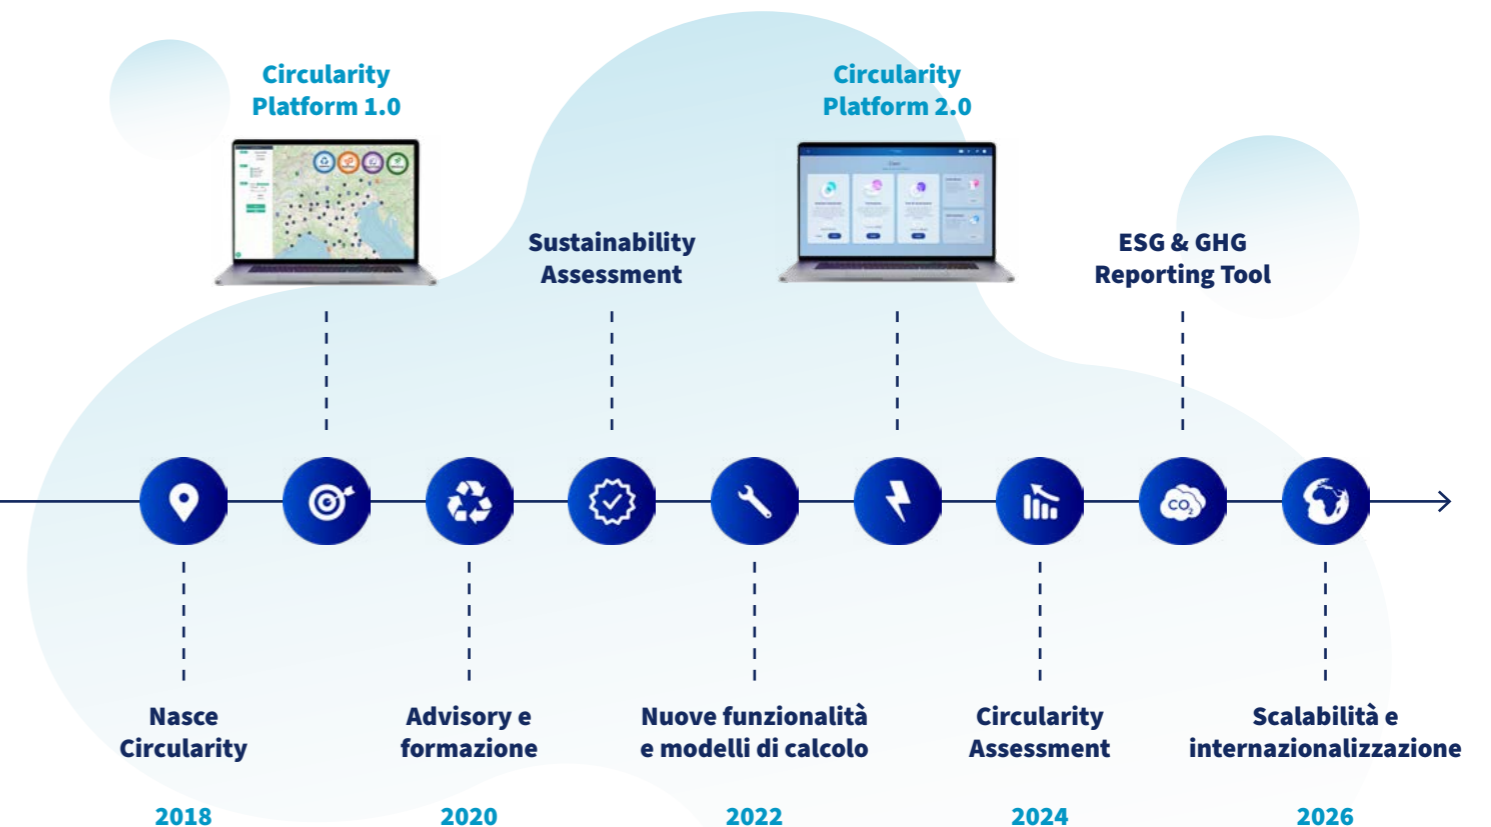 Circularity
Platform 1.0
Circularity
Platform 2.0
Sustainability
Assessment
ESG & GHG
Reporting Tool
CO2
Nasce
Circularity
Advisory e
formazione
Nuove funzionalità
e modelli di calcolo
Circularity
Assessment
Scalabilità e
internazionalizzazione
2018
2020
2022
2024
2026